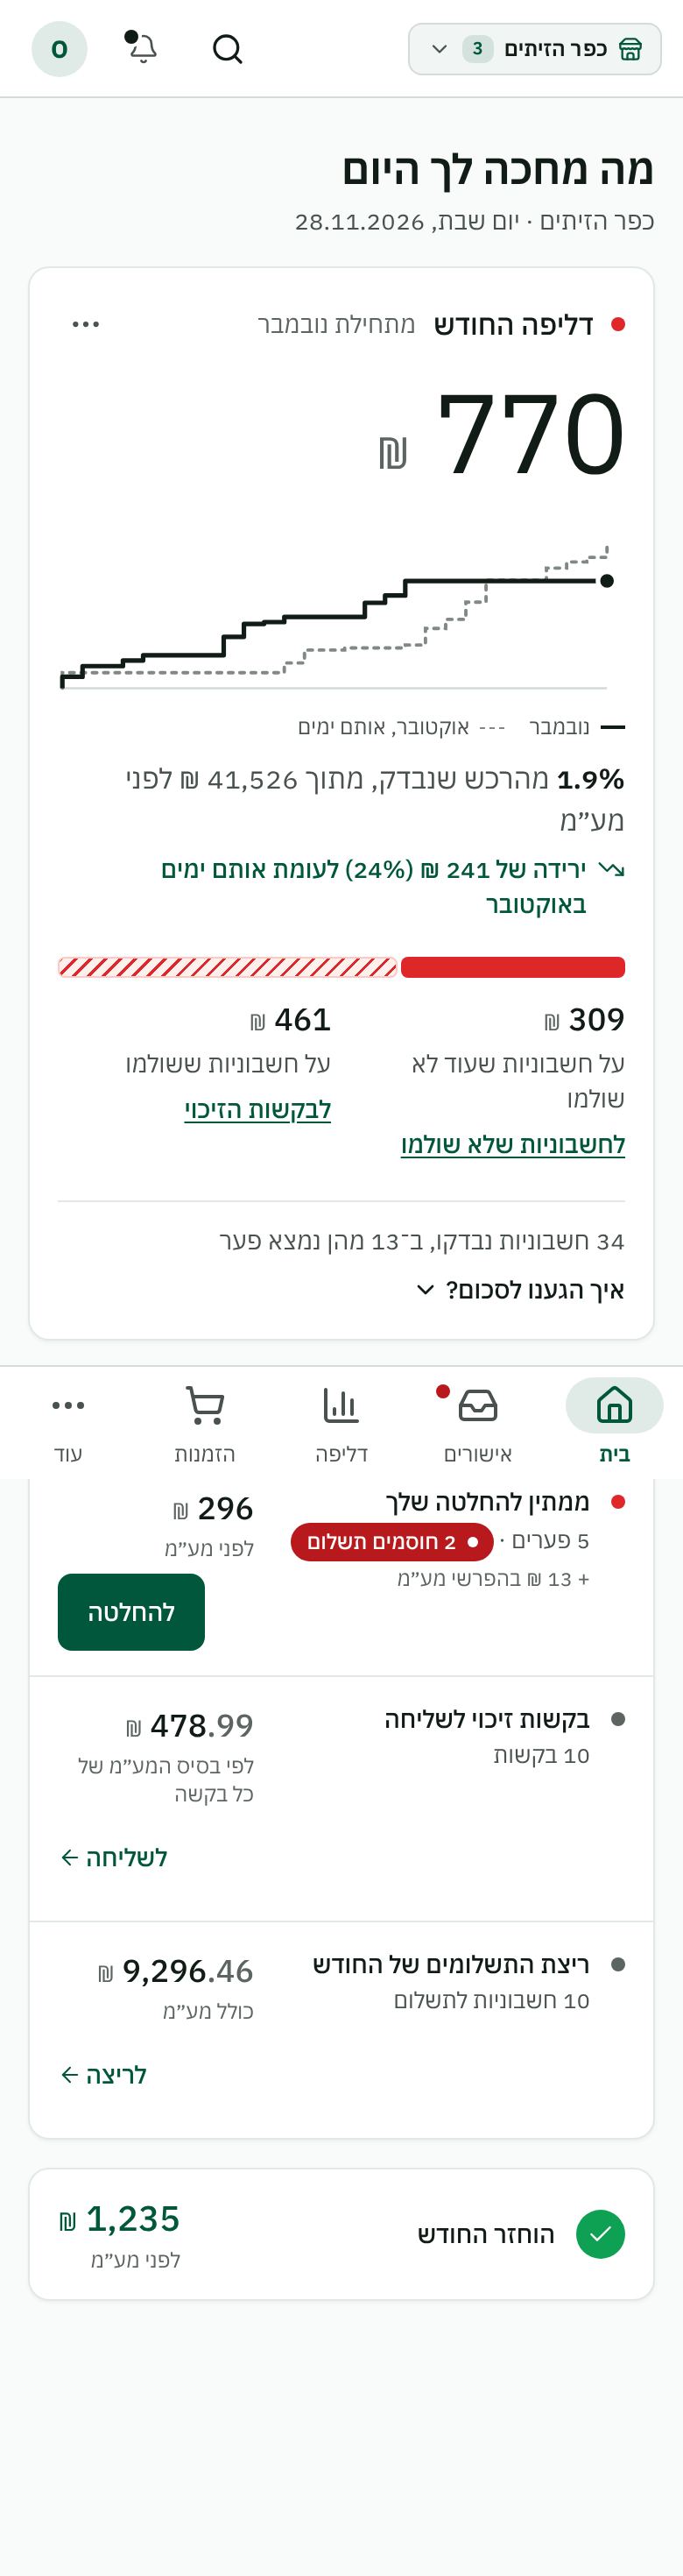 כפר הזיתים 3
O
מה מחכה לך היום
כפר הזיתים · יום שבת, 28.11.2026
דליפה החודש מתחילת נובמבר
770 ₪
נובמבר --- אוקטובר, אותם ימים
1.9% מהרכש שנבדק, מתוך 41,526 ₪ לפני
מע״מ
ירידה של 241 ₪ (24%) לעומת אותם ימים
באוקטובר
309 ₪
על חשבוניות שעוד לא
שולמו
לחשבוניות שלא שולמו
461 ₪
על חשבוניות ששולמו
לבקשות הזיכוי
34 חשבוניות נבדקו, ב־13 מהן נמצא פער
איך הגענו לסכום?
בית
אישורים
דליפה
הזמנות
עוד
ממתין להחלטה שלך
5 פערים · 2 חוסמים תשלום
+ 13 ₪ בהפרשי מע״מ
296 ₪
לפני מע״מ
להחלטה
בקשות זיכוי לשליחה
10 בקשות
478.99 ₪
לפי בסיס המע״מ של
כל בקשה
לשליחה ←
ריצת התשלומים של החודש
10 חשבוניות לתשלום
9,296.46 ₪
כולל מע״מ
לריצה ←
הוחזר החודש
1,235 ₪
לפני מע״מ